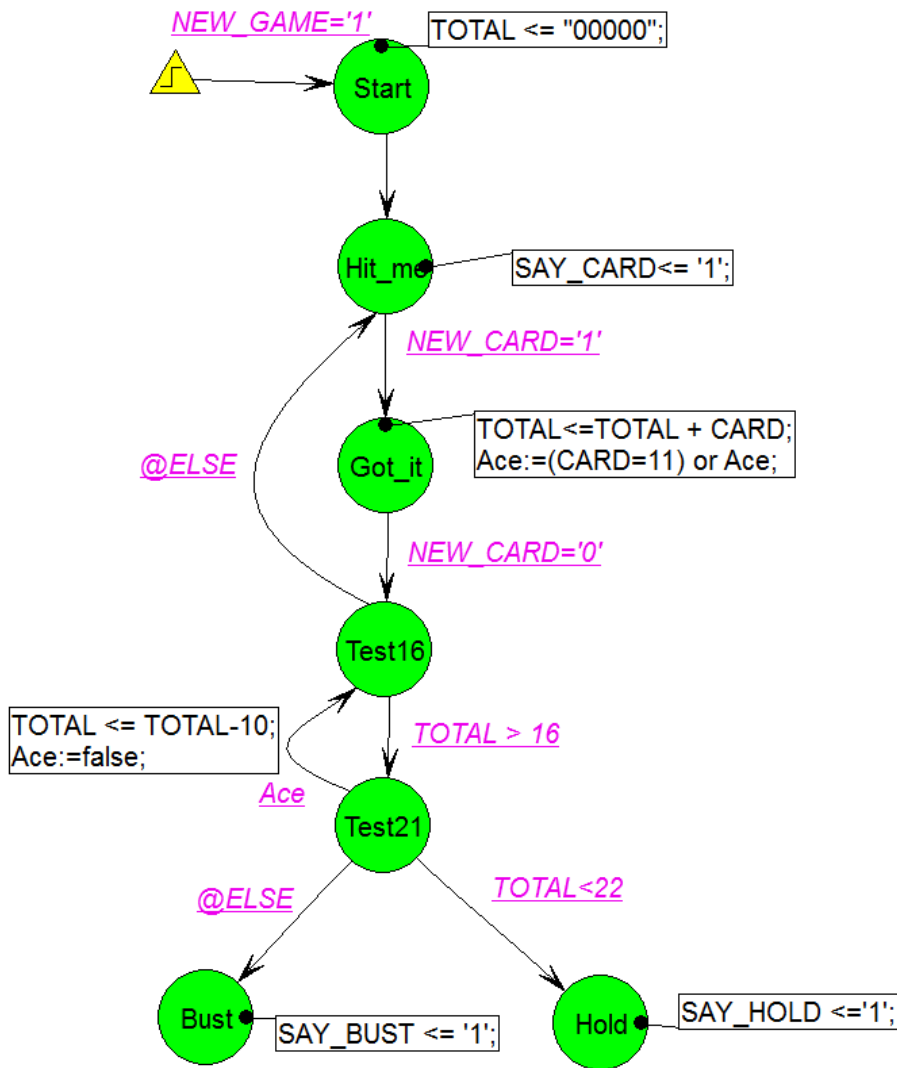 NEW_GAME='1'
TOTAL <= "00000";
Start
Hit_me
SAY_CARD<= '1';
NEW_CARD='1'
TOTAL<=TOTAL + CARD;
Ace:=(CARD=11) or Ace;
@ELSE
Got_it
NEW_CARD='0'
Test16
TOTAL <= TOTAL-10;
Ace:=false;
TOTAL > 16
Ace
Test21
@ELSE
TOTAL<22
Bust
SAY_BUST <= '1';
Hold
SAY_HOLD <='1';